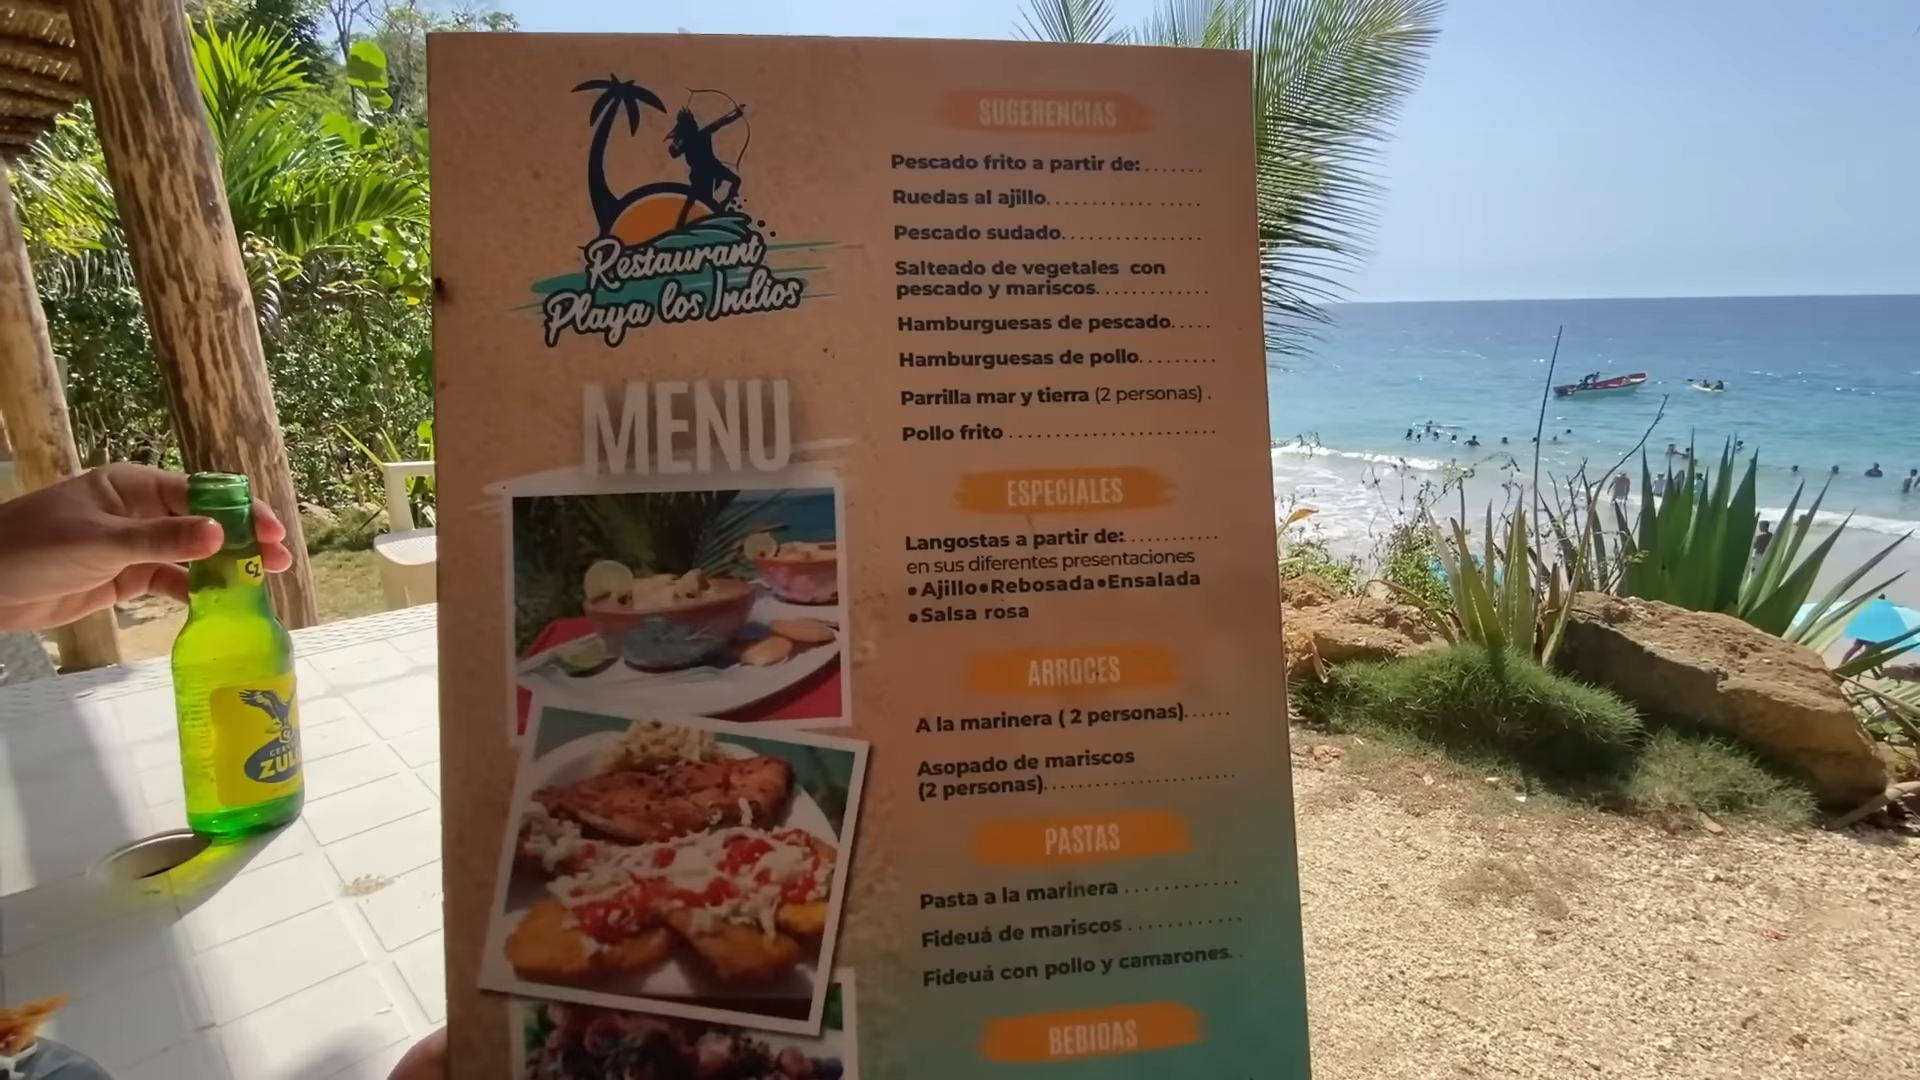 Restaurant
Playa los Indios
MENU
SUGERENCIAS
Pescado frito a partir de:.......
Ruedas al ajillo.................
Pescado sudado..............
Salteado de vegetales con
pescado y mariscos............
Hamburguesas de pescado.....
Hamburguesas de pollo.........
Parrilla mar y tierra (2 personas) .
Pollo frito ......................
ESPECIALES
Langostas a partir de:...........
en sus diferentes presentaciones
•Ajillo•Rebosada•Ensalada
•Salsa rosa
ARROCES
A la marinera ( 2 personas)......
Asopado de mariscos
(2 personas)....................
PASTAS
Pasta a la marinera ............
Fideuá de mariscos ............
Fideuá con pollo y camarones..
BEBIDAS
CZ